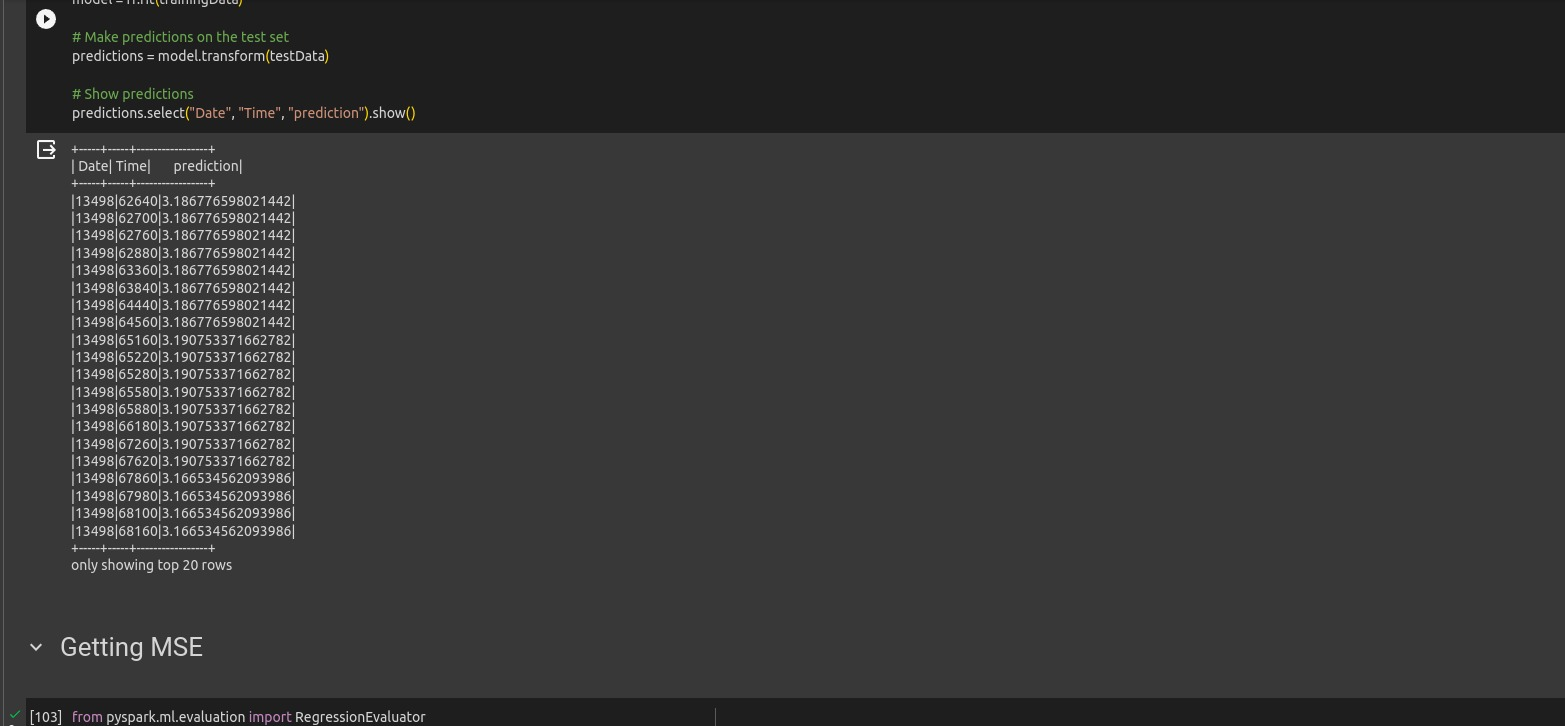 model = rf.fit(trainingData)
# Make predictions on the test set
predictions = model.transform(testData)
# Show predictions
predictions.select("Date", "Time", "prediction").show()
+-----+-----+-----------------+
| Date| Time|       prediction|
+-----+-----+-----------------+
|13498|62640|3.186776598021442|
|13498|62700|3.186776598021442|
|13498|62760|3.186776598021442|
|13498|62880|3.186776598021442|
|13498|63360|3.186776598021442|
|13498|63840|3.186776598021442|
|13498|64440|3.186776598021442|
|13498|64560|3.186776598021442|
|13498|65160|3.190753371662782|
|13498|65220|3.190753371662782|
|13498|65280|3.190753371662782|
|13498|65580|3.190753371662782|
|13498|65880|3.190753371662782|
|13498|66180|3.190753371662782|
|13498|67260|3.190753371662782|
|13498|67620|3.190753371662782|
|13498|67860|3.166534562093986|
|13498|67980|3.166534562093986|
|13498|68100|3.166534562093986|
|13498|68160|3.166534562093986|
+-----+-----+-----------------+
only showing top 20 rows
Getting MSE
[103] from pyspark.ml.evaluation import RegressionEvaluator